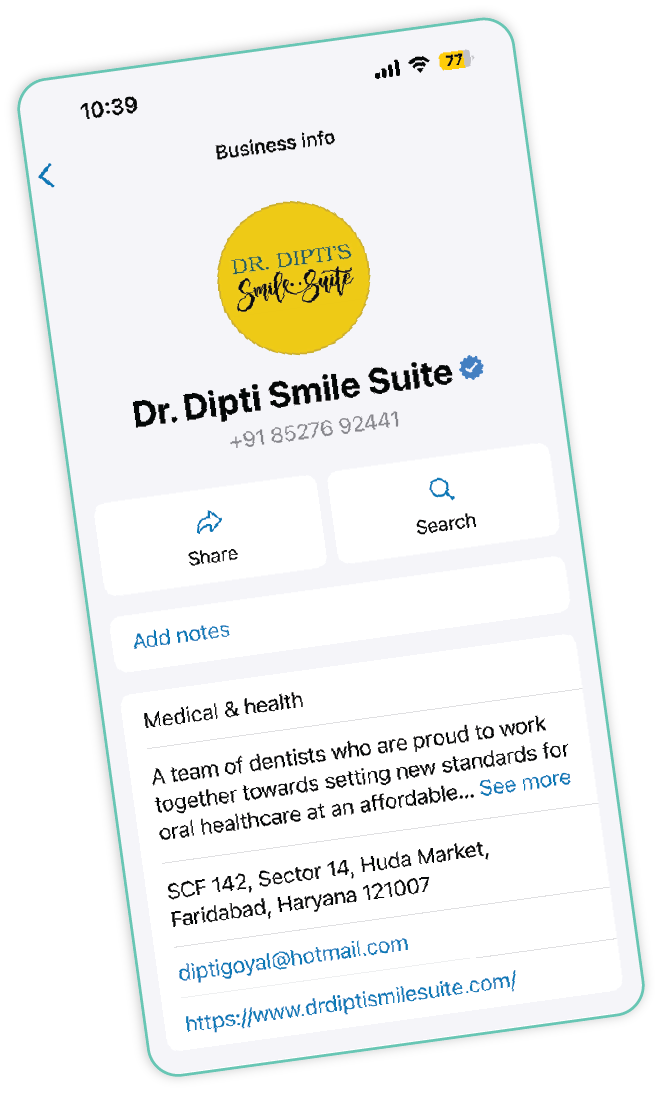 10:39
77
Business info
DR. DIPTI'S
Smile Suite
Dr. Dipti Smile Suite
+91 85276 92441
Share
Search
Add notes
Medical & health
A team of dentists who are proud to work
together towards setting new standards for
oral healthcare at an affordable... See more
SCF 142, Sector 14, Huda Market,
Faridabad, Haryana 121007
diptigoyal@hotmail.com
https://www.drdiptismilesuite.com/